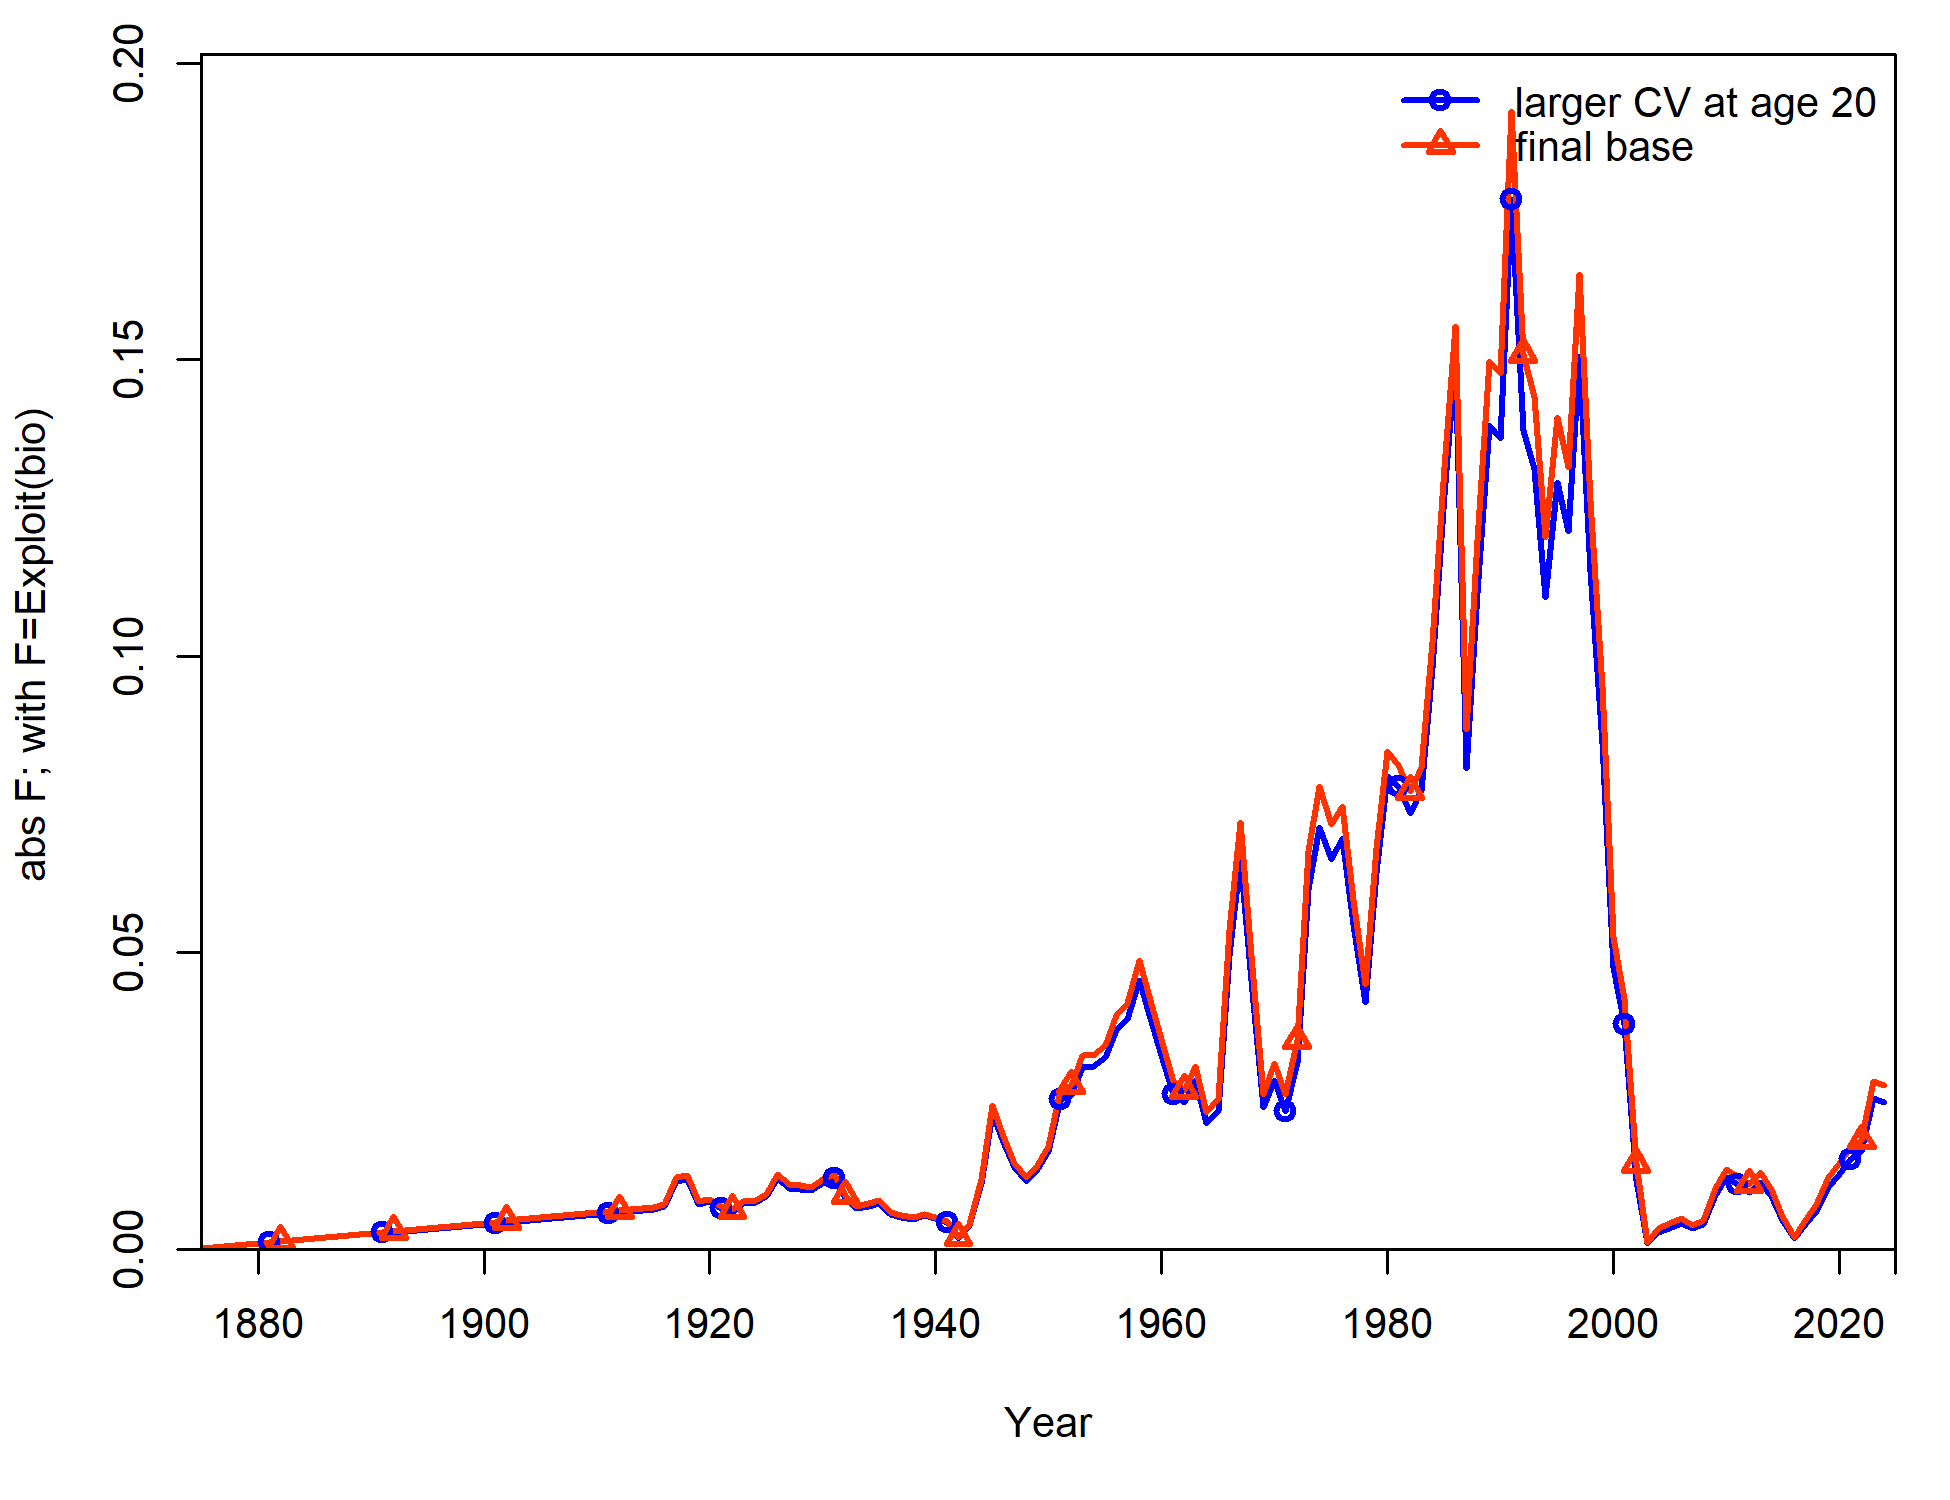 larger CV at age 20
final base
abs F; with F=Exploit(bio)
0.20
0.15
0.10
0.05
0.00
1880 1900 1920 1940 1960 1980 2000 2020
Year